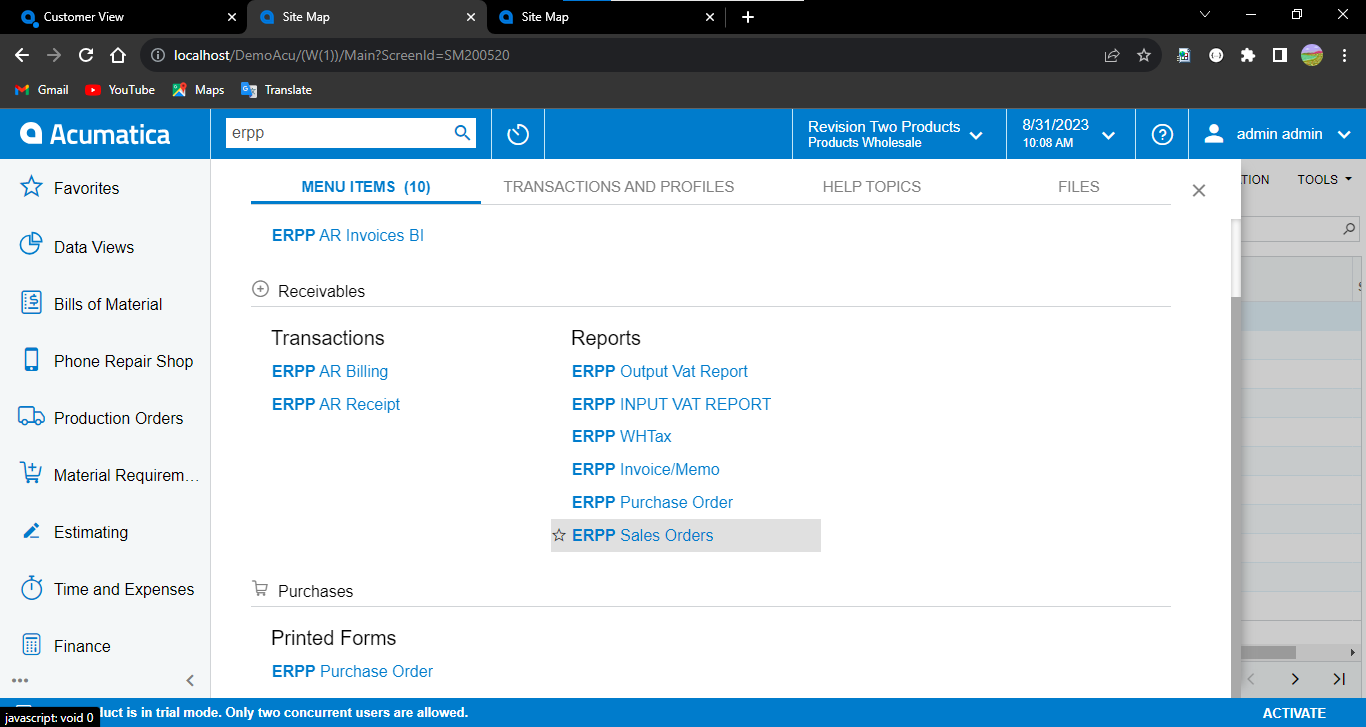 Customer View
Site Map
Site Map
localhost/DemoAcu/(W(1))/Main?ScreenId=SM200520
Gmail
YouTube
Maps
Translate
Acumatica
erpp
Revision Two Products
Products Wholesale
8/31/2023
10:08 AM
admin admin
Favorites
Data Views
Bills of Material
Phone Repair Shop
Production Orders
Material Requirem...
Estimating
Time and Expenses
Finance
MENU ITEMS (10)
TRANSACTIONS AND PROFILES
HELP TOPICS
FILES
TOOLS
ERPP AR Invoices BI
Receivables
Transactions
ERPP AR Billing
ERPP AR Receipt
Reports
ERPP Output Vat Report
ERPP INPUT VAT REPORT
ERPP WHTax
ERPP Invoice/Memo
ERPP Purchase Order
ERPP Sales Orders
Purchases
Printed Forms
ERPP Purchase Order
javascript: void 0
is in trial mode. Only two concurrent users are allowed.
ACTIVATE